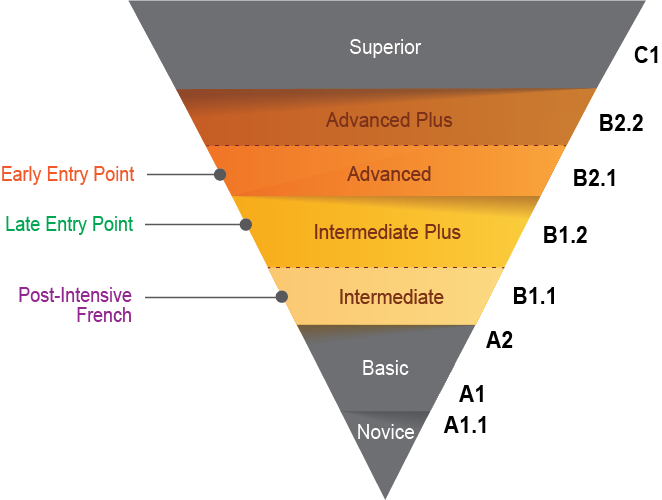 Superior
C1
Advanced Plus
B2.2
Early Entry Point
Advanced
B2.1
Late Entry Point
Intermediate Plus
B1.2
Post-Intensive
French
Intermediate
B1.1
A2
Basic
A1
Novice
A1.1